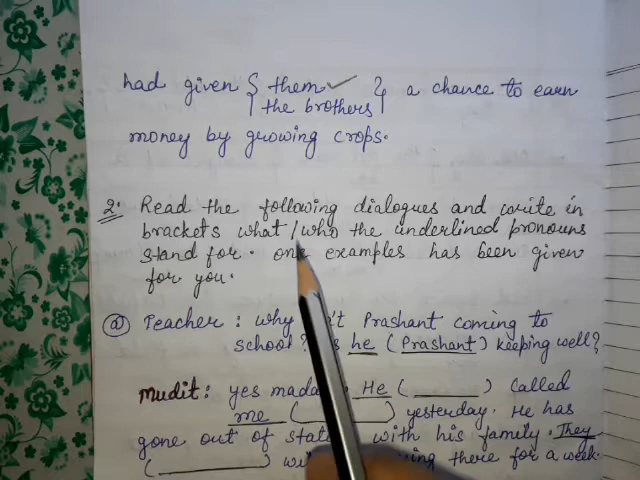 had given { them ✓ } a chance to earn
the brothers
money by growing crops.
2. Read the following dialogues and write in
brackets what / who the underlined pronouns
stand for. one examples has been given
for you.
(a) Teacher: why 't Prashant coming to
school? he (Prashant) keeping well?
Mudit: yes He (______) called
me (______) yesterday. He has
gone out of with his family. They
(______) there for a week